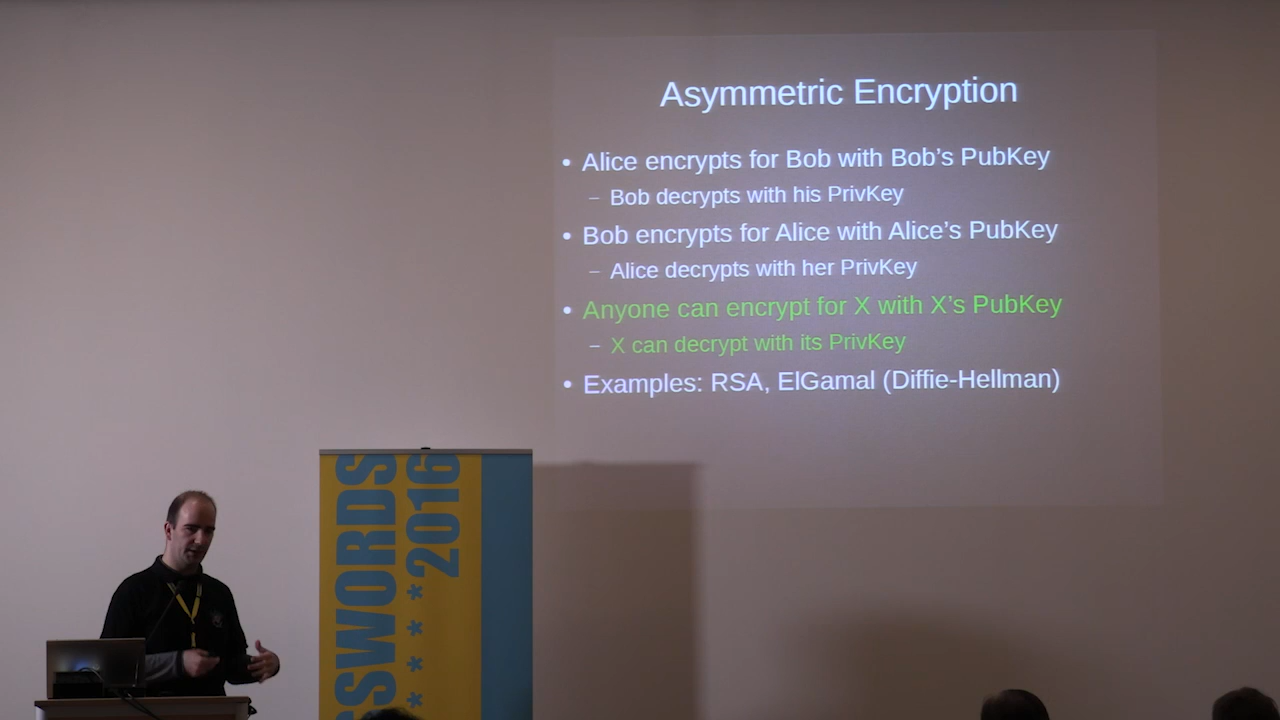 Asymmetric Encryption
• Alice encrypts for Bob with Bob's PubKey
– Bob decrypts with his PrivKey
• Bob encrypts for Alice with Alice's PubKey
– Alice decrypts with her PrivKey
• Anyone can encrypt for X with X's PubKey
– X can decrypt with its PrivKey
• Examples: RSA, ElGamal (Diffie-Hellman)
SSWORDS
* * * * 2016